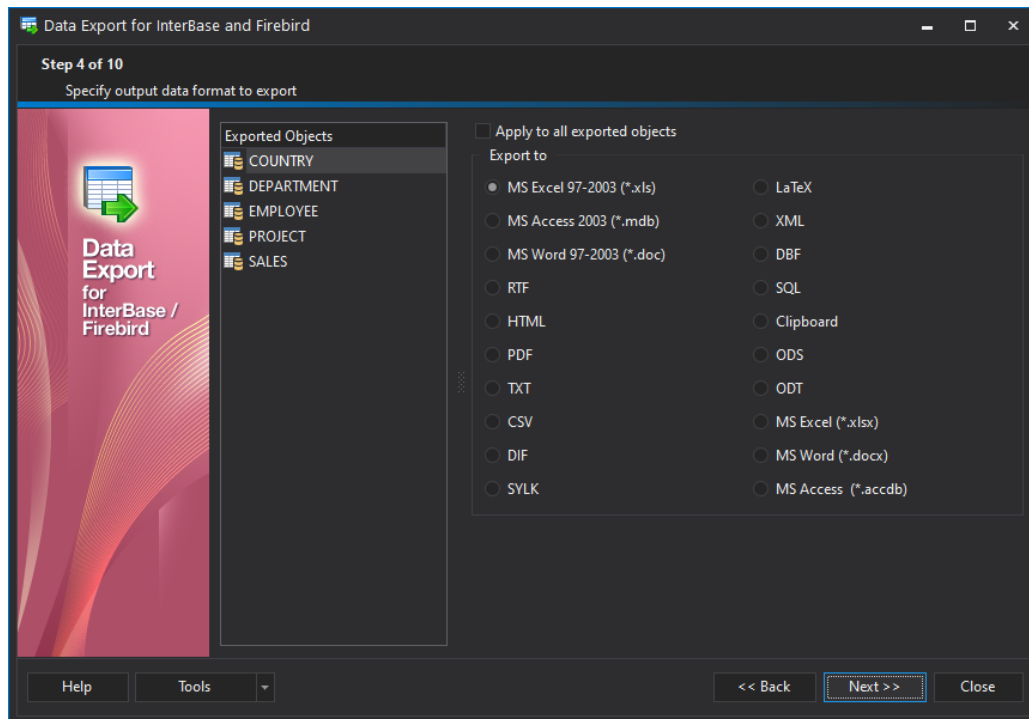 Data Export for InterBase and Firebird
Step 4 of 10
Specify output data format to export
Data
Export
for
InterBase /
Firebird
Exported Objects
COUNTRY
DEPARTMENT
EMPLOYEE
PROJECT
SALES
Apply to all exported objects
Export to
MS Excel 97-2003 (*.xls)
MS Access 2003 (*.mdb)
MS Word 97-2003 (*.doc)
RTF
HTML
PDF
TXT
CSV
DIF
SYLK
LaTeX
XML
DBF
SQL
Clipboard
ODS
ODT
MS Excel (*.xlsx)
MS Word (*.docx)
MS Access (*.accdb)
Help
Tools
<< Back
Next >>
Close